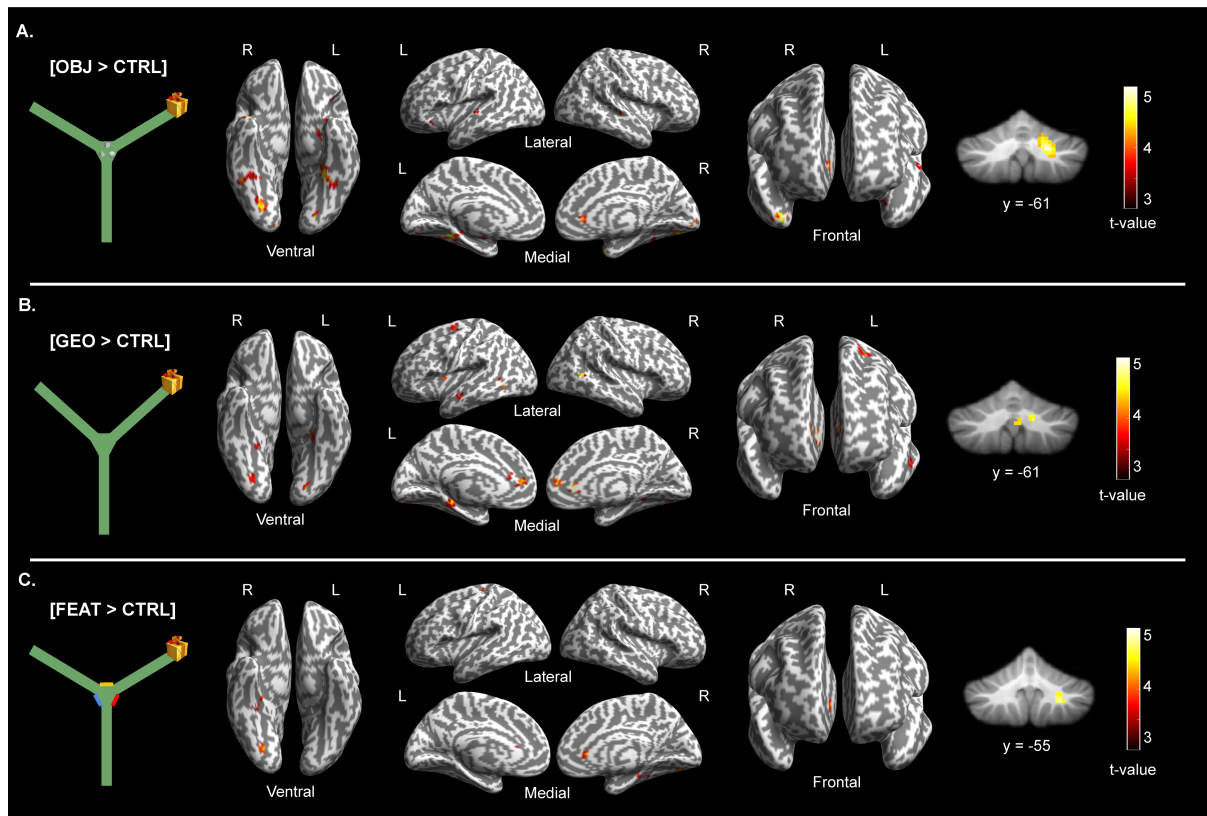 A.
[OBJ > CTRL]
R L
Ventral
L R
Lateral
R
Medial
R L
Frontal
y = -61
5
4
3
t-value
B.
[GEO > CTRL]
R L
Ventral
L R
Lateral
L R
Medial
R L
Frontal
y = -61
5
4
3
t-value
C.
[FEAT > CTRL]
R L
Ventral
L R
Lateral
L R
Medial
R L
Frontal
y = -55
5
4
3
t-value